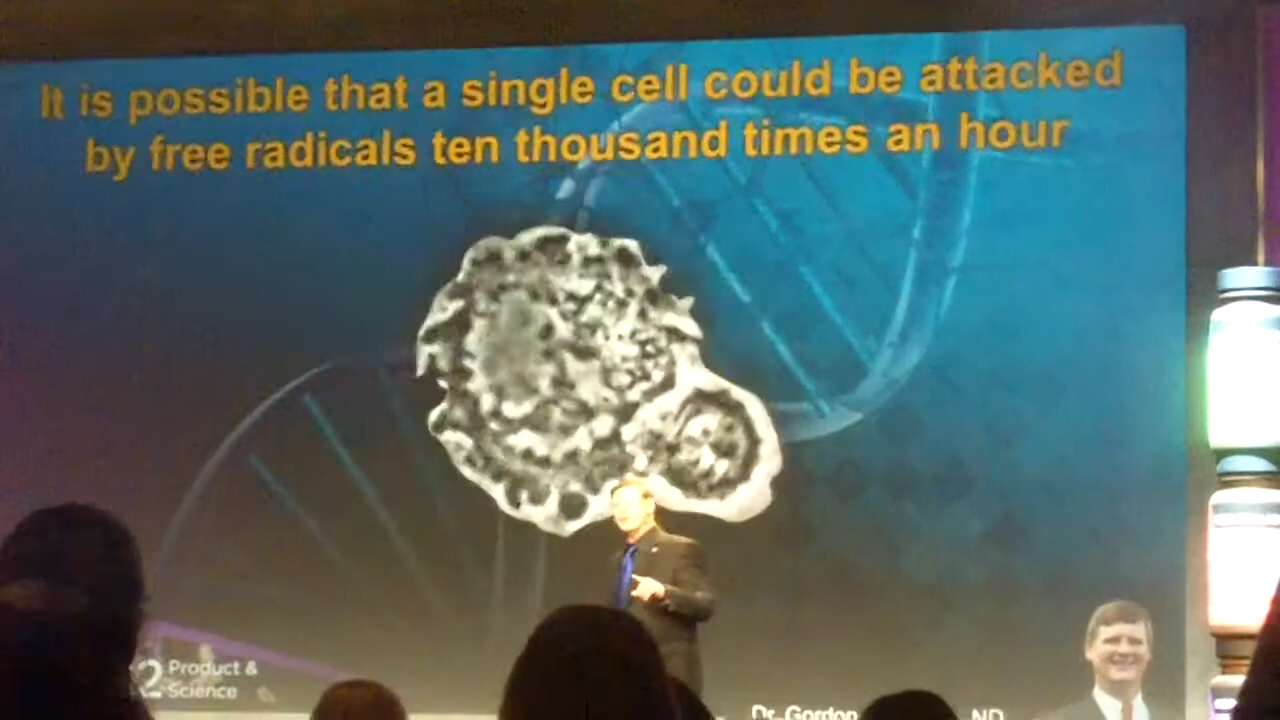 It is possible that a single cell could be attacked
by free radicals ten thousand times an hour
2 Product &
Science
Dr. Gordon ND